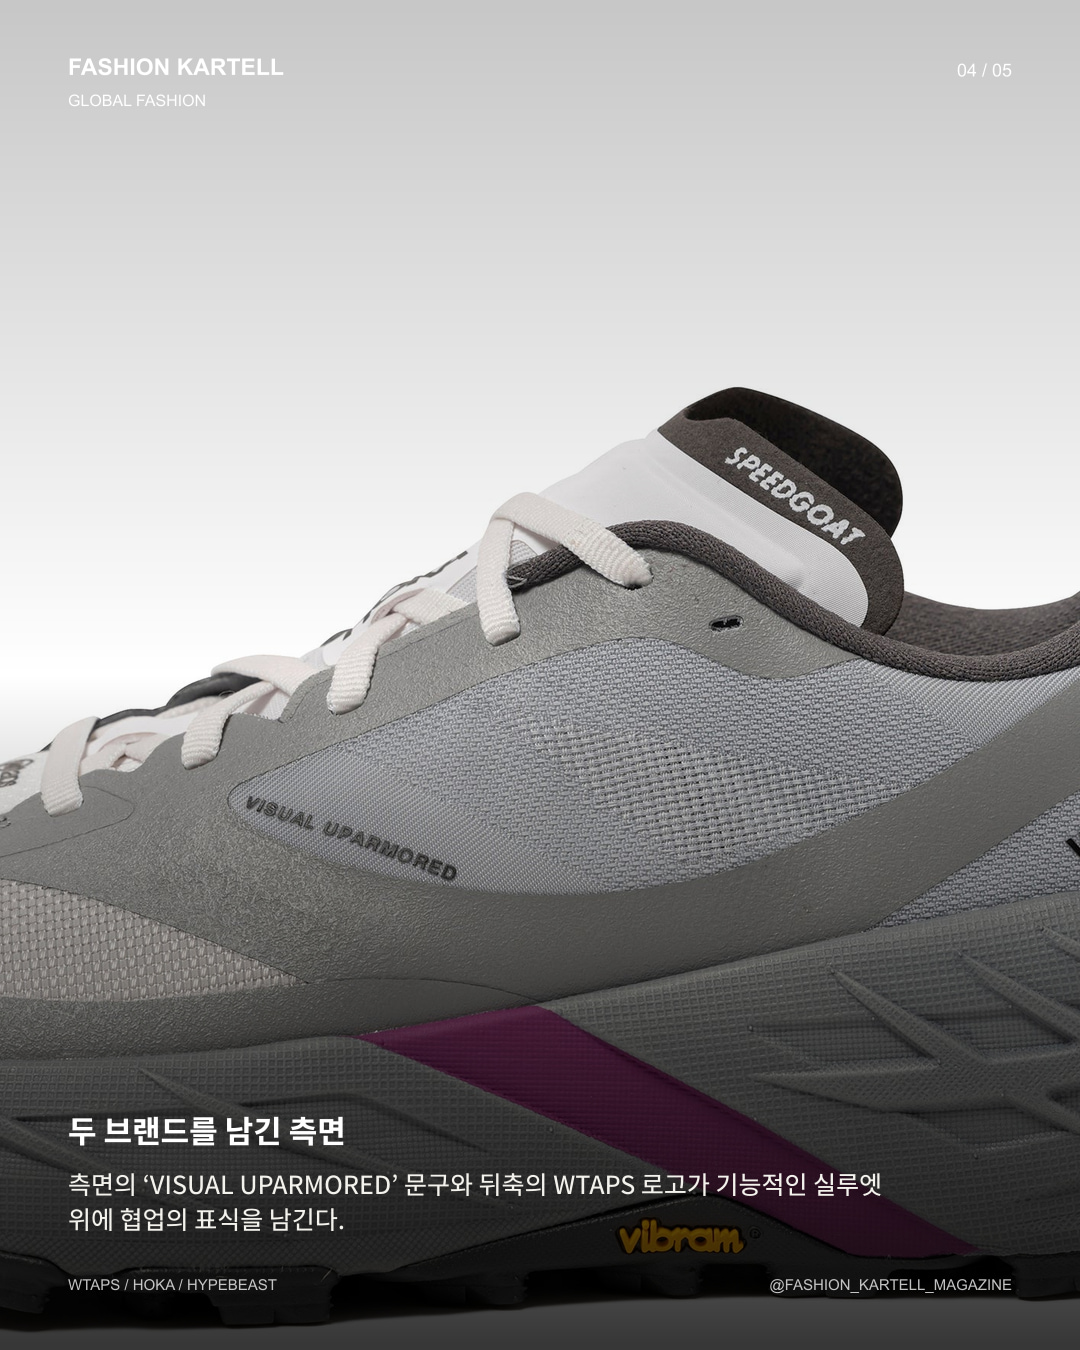 FASHION KARTELL
04 / 05
GLOBAL FASHION
SPEEDGOAT
VISUAL UPARMORED
두 브랜드를 남긴 측면
측면의 ‘VISUAL UPARMORED’ 문구와 뒤축의 WTAPS 로고가 기능적인 실루엣
위에 협업의 표식을 남긴다.
vibram®
WTAPS / HOKA / HYPEBEAST
@FASHION_KARTELL_MAGAZINE